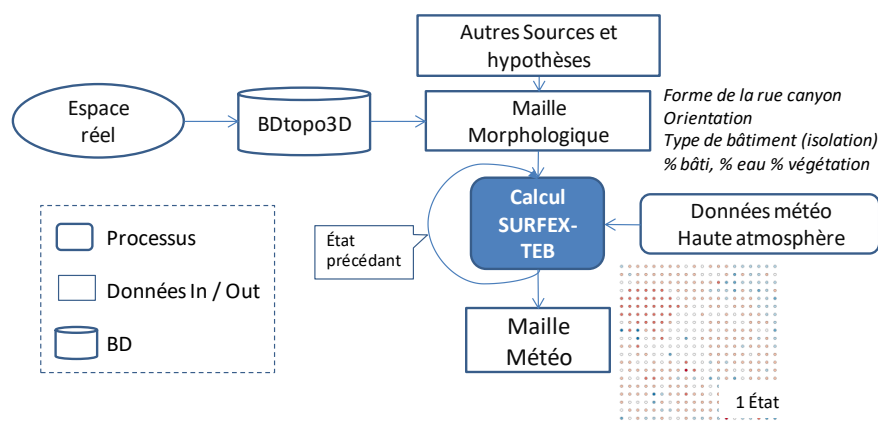 Autres Sources et
hypothèses
Espace
réel
BDtopo3D
Maille
Morphologique
Forme de la rue canyon
Orientation
Type de bâtiment (isolation)
% bâti, % eau % végétation
Calcul
SURFEX-
TEB
Données météo
Haute atmosphère
État
précédant
Processus
Données In / Out
BD
Maille
Météo
1 État